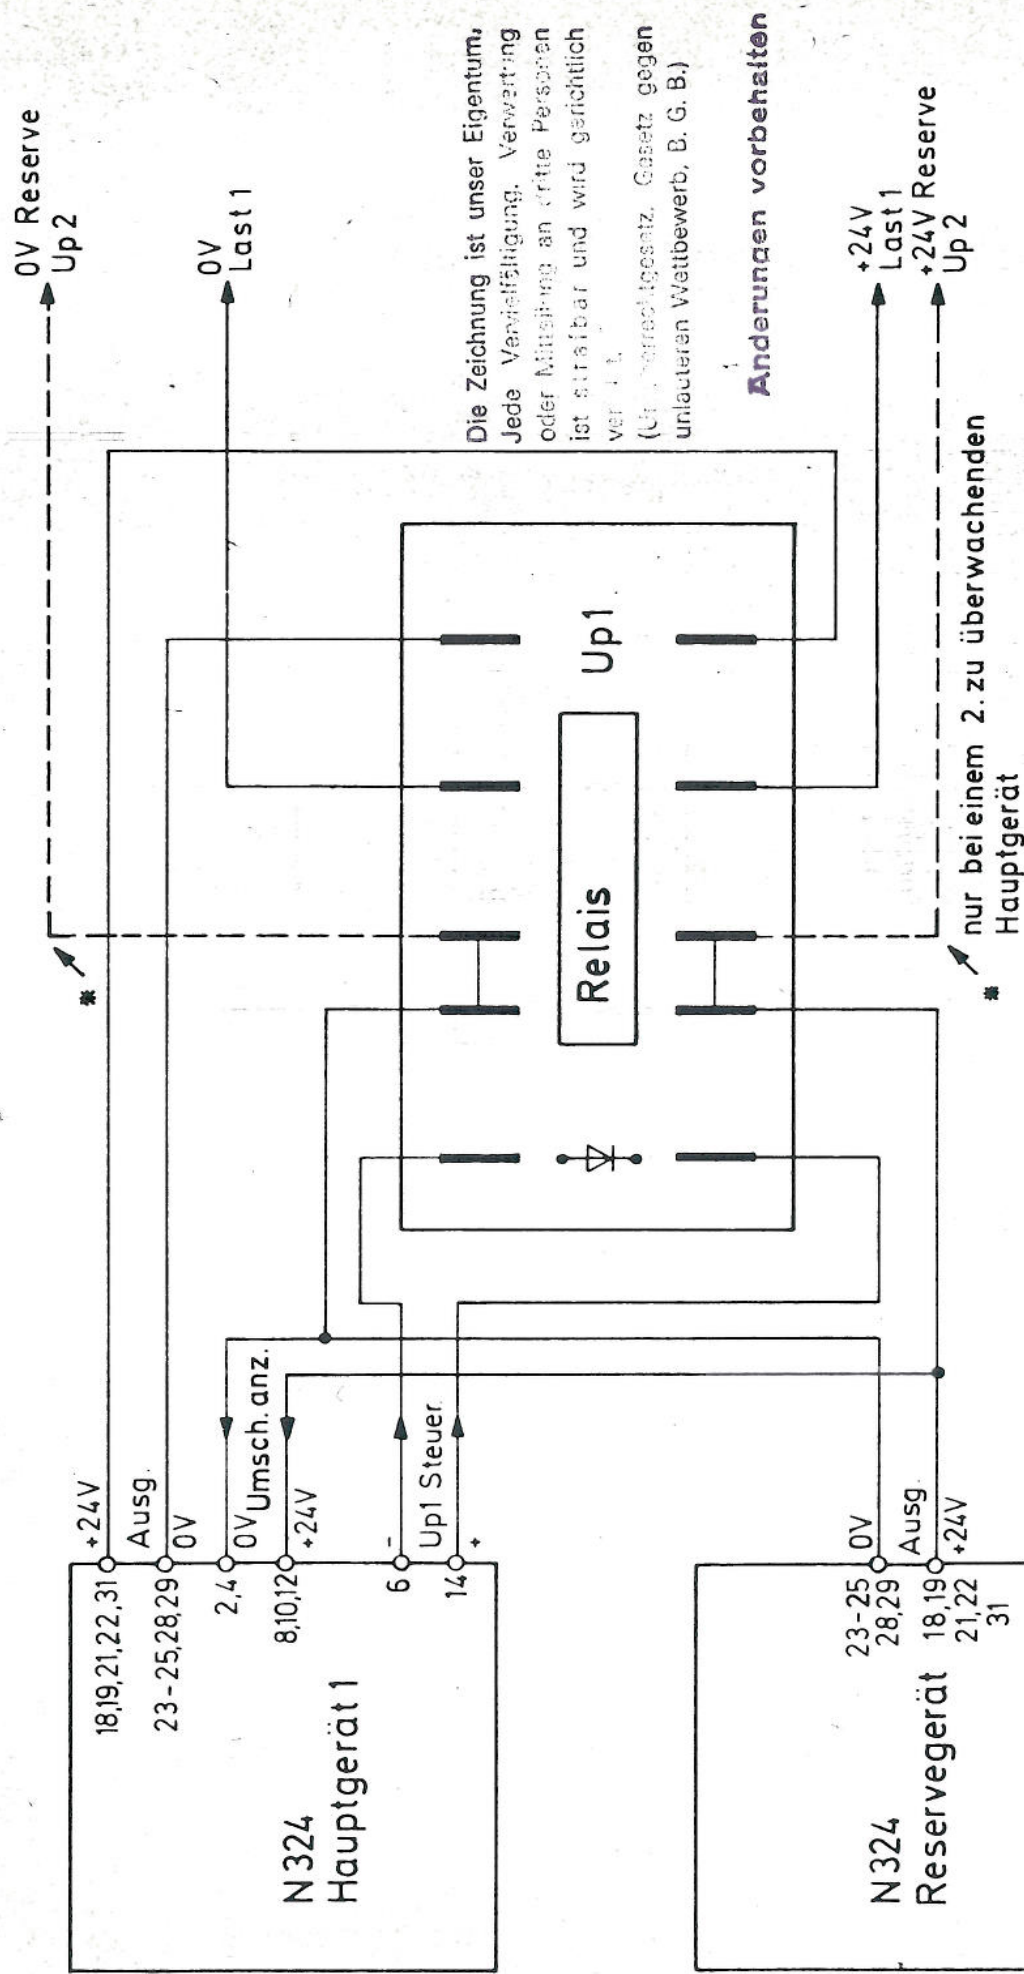 N324
Hauptgerät 1
18,19,21,22,31
+24V
Ausg.
23-25,28,29
0V
2,4
0V
Umsch.anz.
8,10,12
+24V
6
-
Up1 Steuer.
14
+
N324
Reservegerät
23-25
28,29
0V
Ausg.
18,19
21,22
31
+24V
Relais
Up1
*
*
nur bei einem 2. zu überwachenden
Hauptgerät
0V Reserve
Up2
0V
Last 1
Die Zeichnung ist unser Eigentum.
Jede Vervielfältigung, Verwertung
oder Mitteilung an dritte Personen
ist strafbar und wird gerichtlich
unlauteren Wettbewerb, B. G. B.)
Änderungen vorbehalten
+24V
Last 1
+24V Reserve
Up2